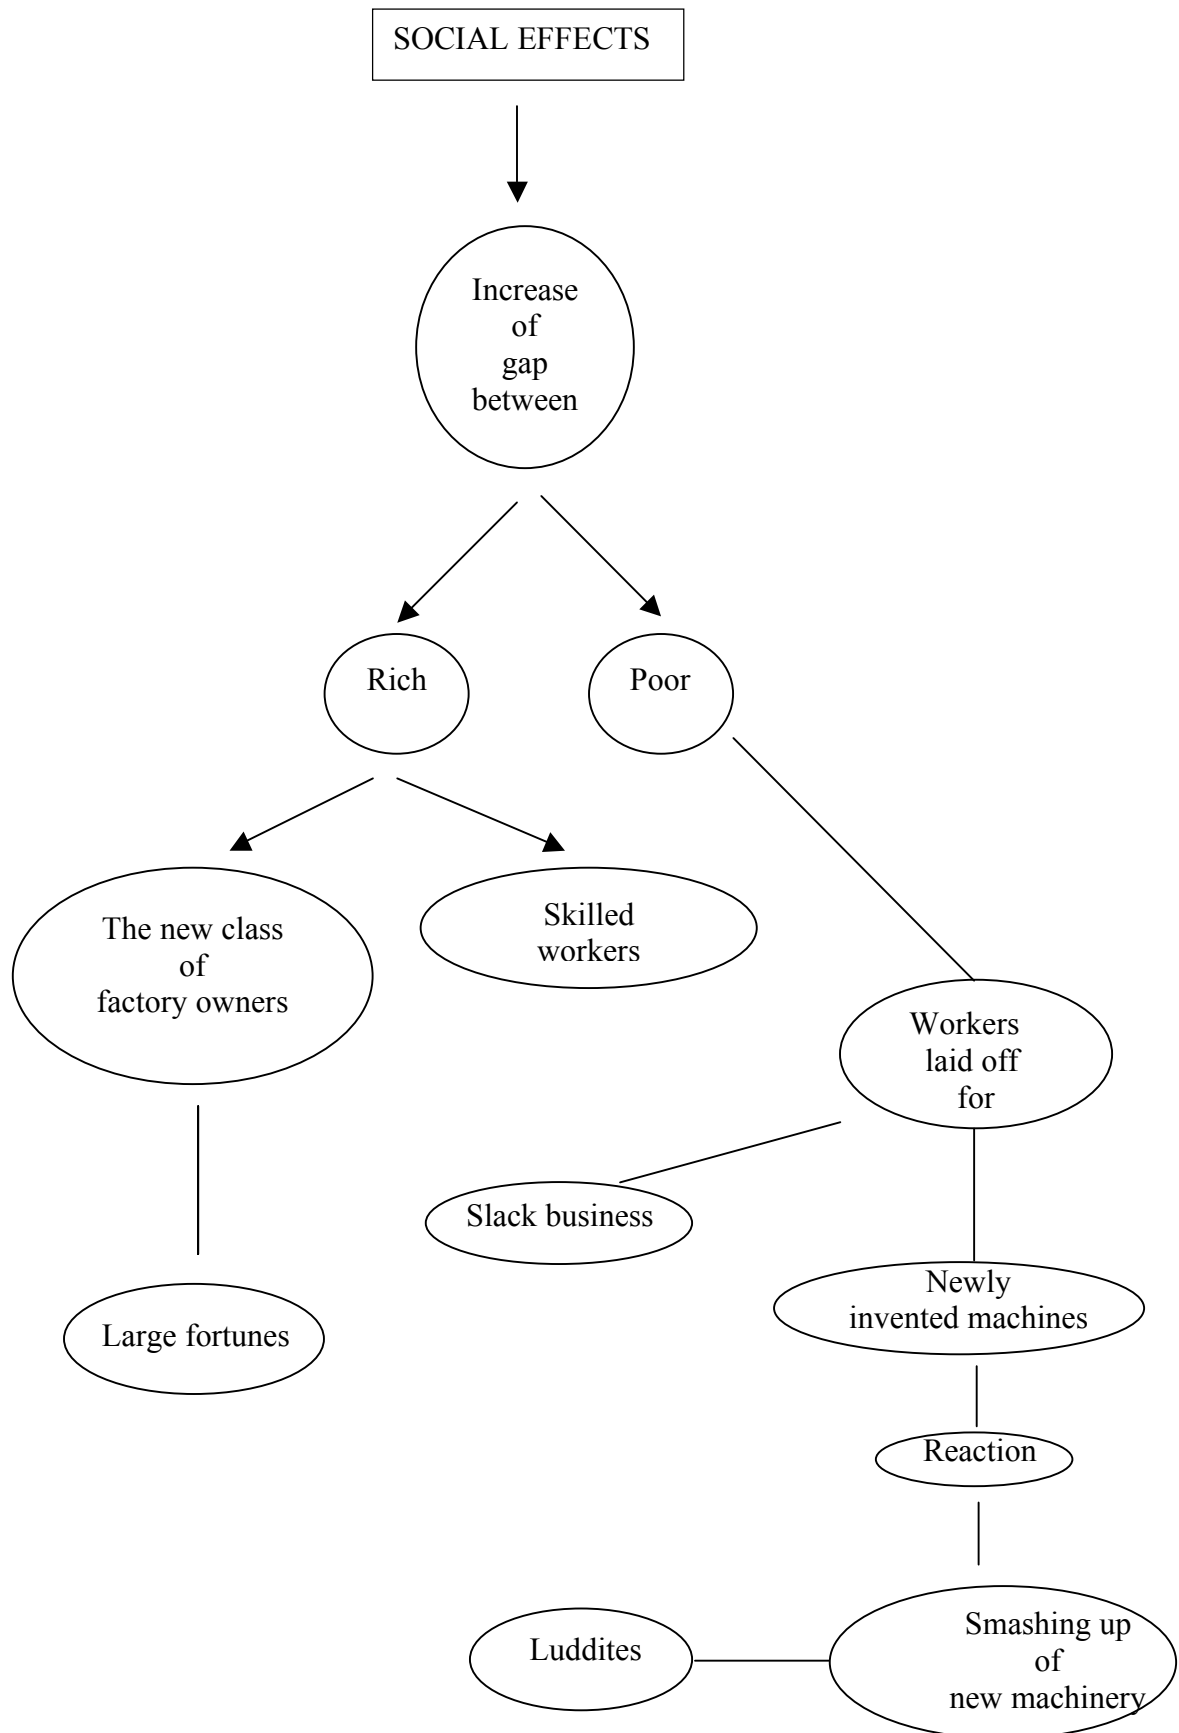 SOCIAL EFFECTS
Increase
of
gap
between
Rich
Poor
The new class
of
factory owners
Skilled
workers
Workers
laid off
for
Slack business
Newly
invented machines
Large fortunes
Reaction
Smashing up
of
new machinery
Luddites